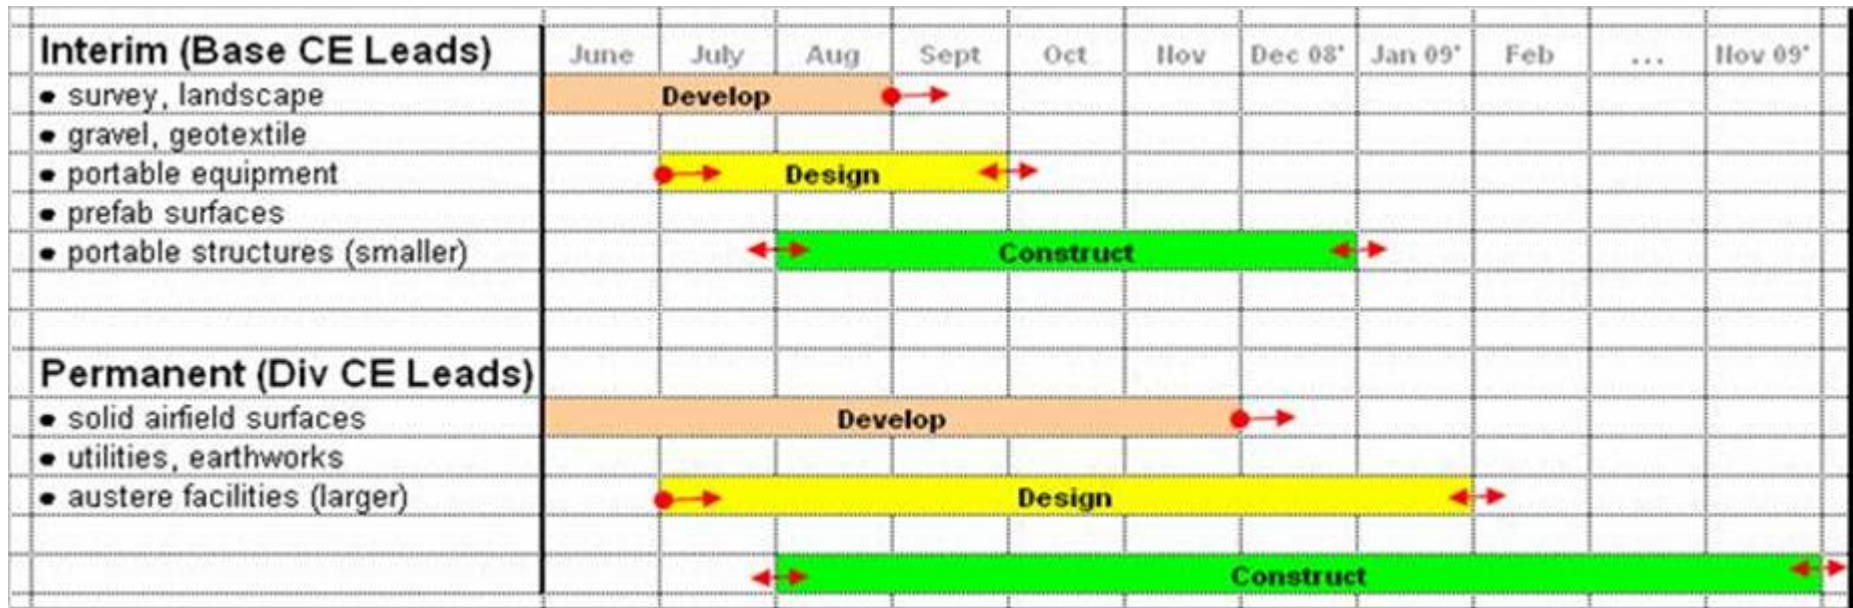 Interim (Base CE Leads) June July Aug Sept Oct Nov Dec 08' Jan 09' Feb ... Nov 09'
• survey, landscape Develop
• gravel, geotextile
• portable equipment Design
• prefab surfaces
• portable structures (smaller) Construct
Permanent (Div CE Leads)
• solid airfield surfaces Develop
• utilities, earthworks
• austere facilities (larger) Design
Construct